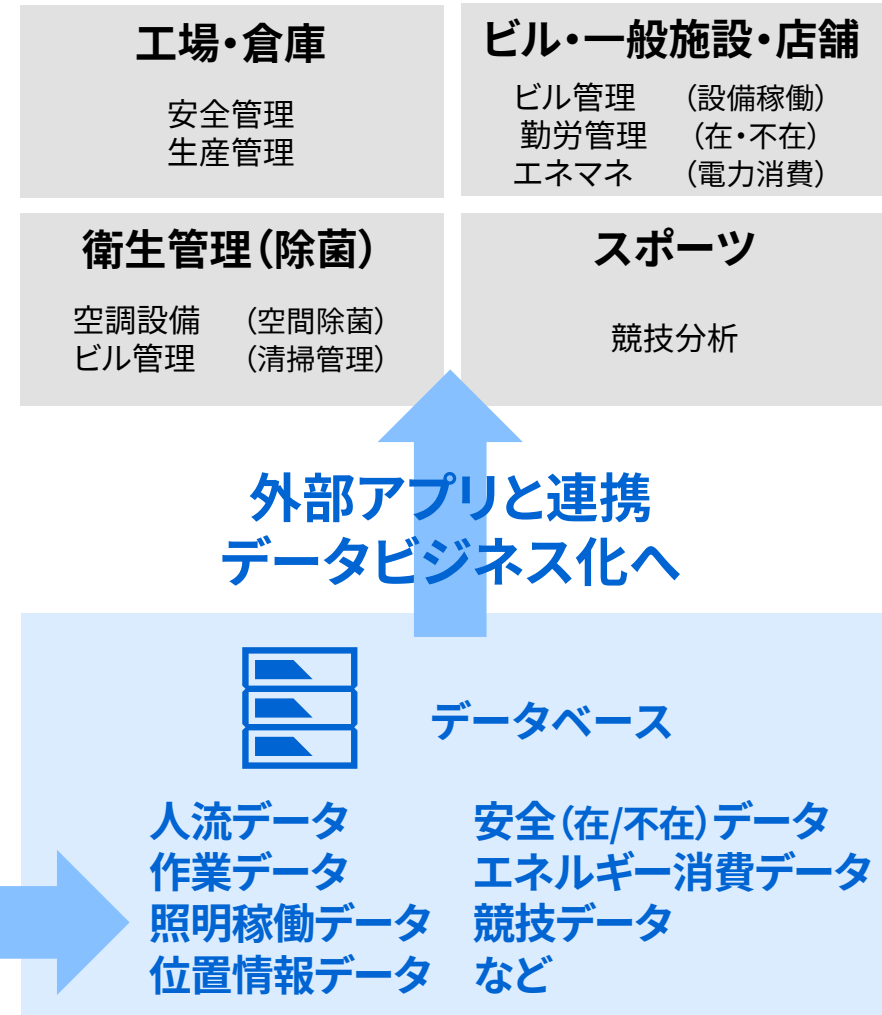 工場・倉庫
安全管理
生産管理
ビル・一般施設・店舗
ビル管理 （設備稼働）
勤労管理 （在・不在）
エネマネ （電力消費）
衛生管理（除菌）
空調設備 （空間除菌）
ビル管理 （清掃管理）
スポーツ
競技分析
外部アプリと連携
データビジネス化へ
データベース
人流データ
作業データ
照明稼働データ
位置情報データ
安全（在/不在）データ
エネルギー消費データ
競技データ
など